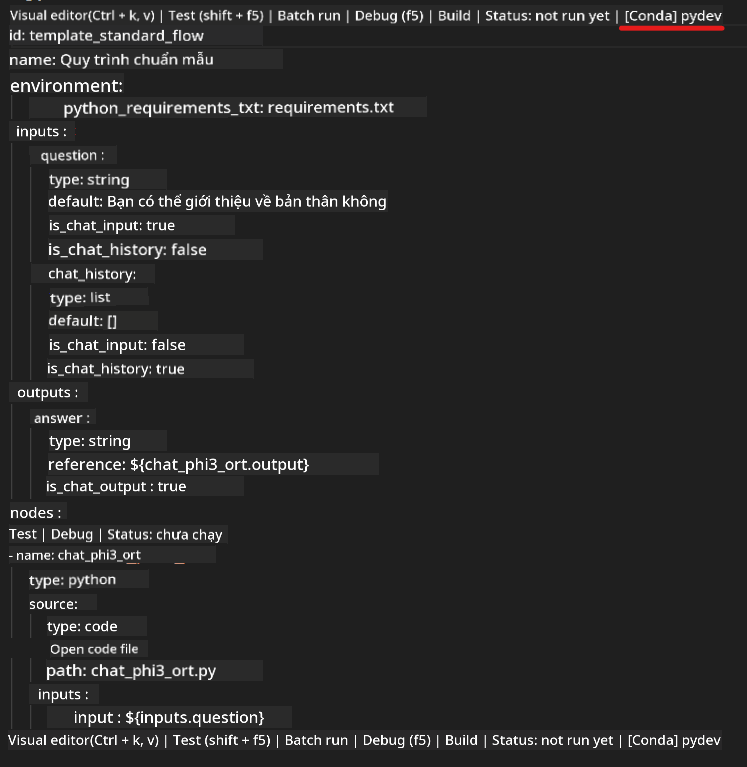 Visual editor(Ctrl + k, v) | Test (shift + f5) | Batch run | Debug (f5) | Build | Status: not run yet | [Conda] pydev
id: template_standard_flow
name: Quy trình chuẩn mẫu
environment:
python_requirements_txt: requirements.txt
inputs :
question :
type: string
default: Bạn có thể giới thiệu về bản thân không
is_chat_input: true
is_chat_history: false
chat_history:
type: list
default: []
is_chat_input: false
is_chat_history: true
outputs :
answer :
type: string
reference: ${chat_phi3_ort.output}
is_chat_output : true
nodes :
Test | Debug | Status: chưa chạy
- name: chat_phi3_ort
type: python
source:
type: code
Open code file
path: chat_phi3_ort.py
inputs :
input : ${inputs.question}
Visual editor(Ctrl + k, v) | Test (shift + f5) | Batch run | Debug (f5) | Build | Status: not run yet | [Conda] pydev